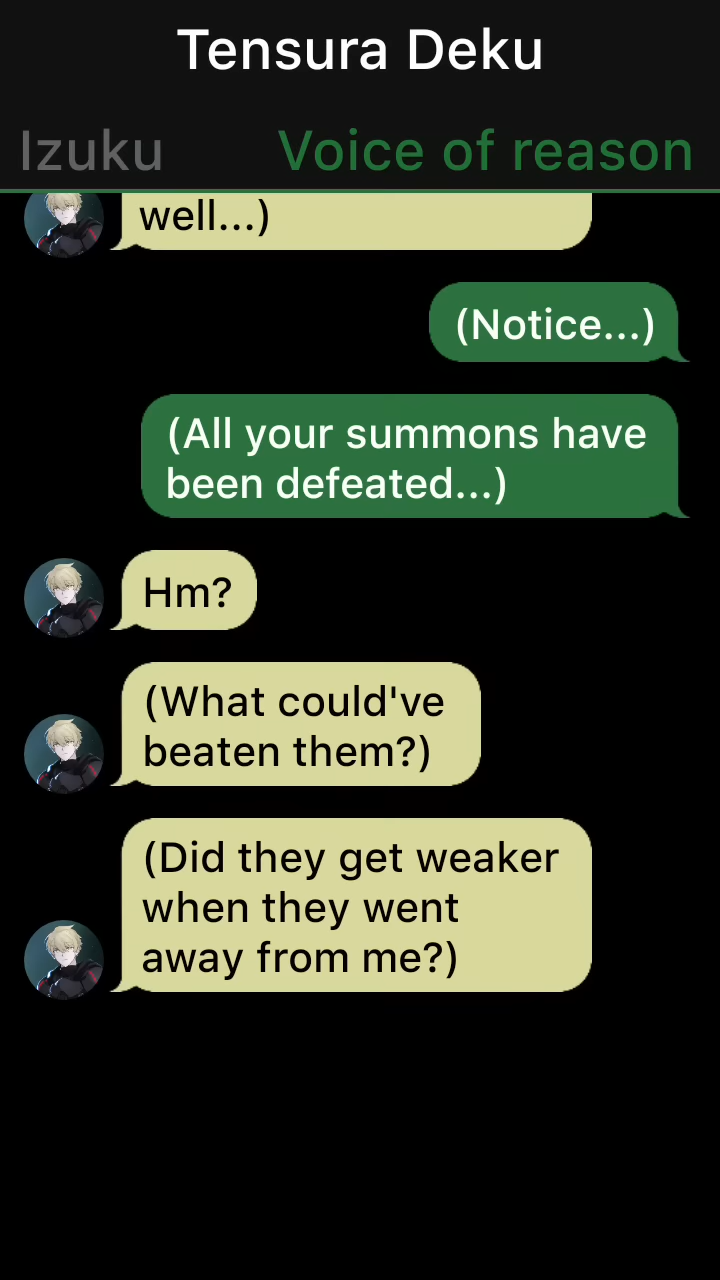 Tensura Deku
Izuku
Voice of reason
well...)
(Notice...)
(All your summons have
been defeated...)
Hm?
(What could've
beaten them?)
(Did they get weaker
when they went
away from me?)